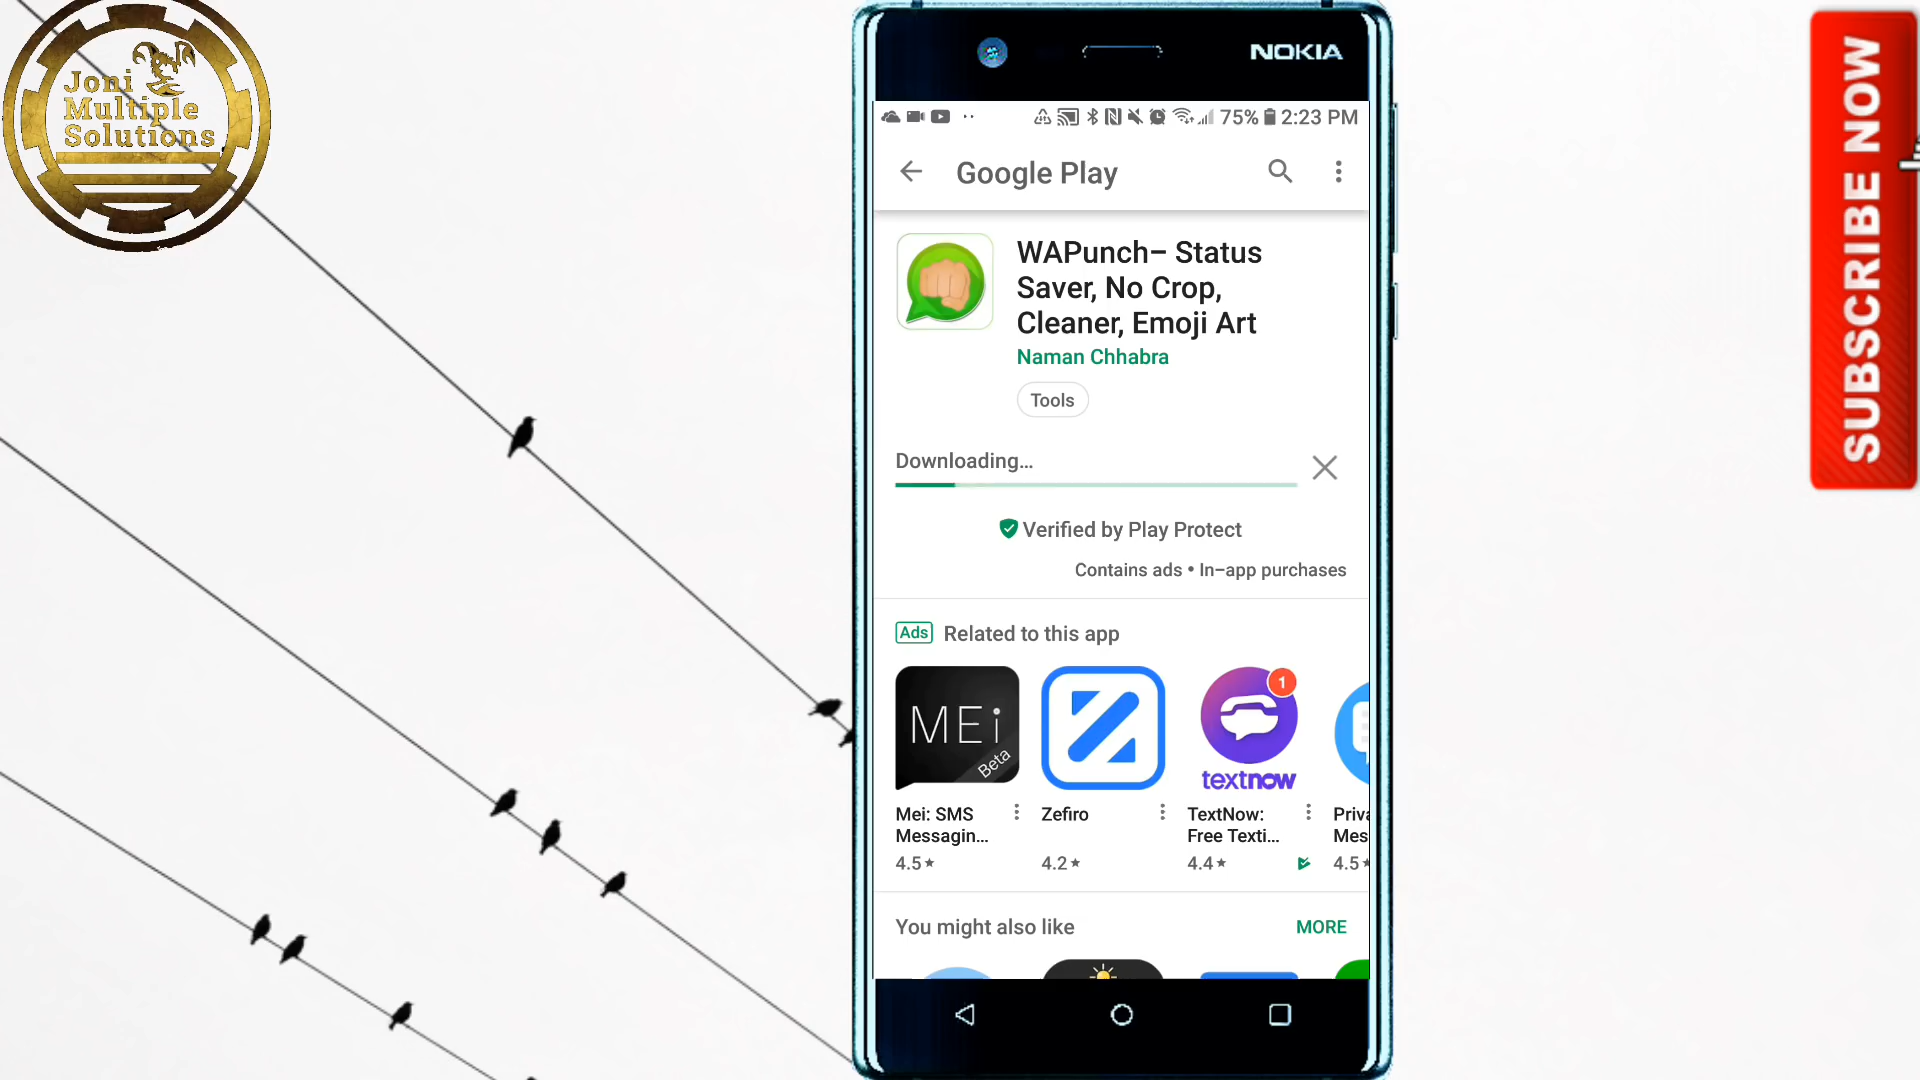 Joni
Multiple
Solutions
NOKIA
75% 2:23 PM
Google Play
WAPunch– Status
Saver, No Crop,
Cleaner, Emoji Art
Naman Chhabra
Tools
Downloading...
Verified by Play Protect
Contains ads • In-app purchases
Ads Related to this app
MEi
Beta
1
textnow
Mei: SMS
Messagin...
4.5★
Zefiro
4.2★
TextNow:
Free Texti...
4.4★
Priva
Mes
4.5★
You might also like
MORE
SUBSCRIBE NOW